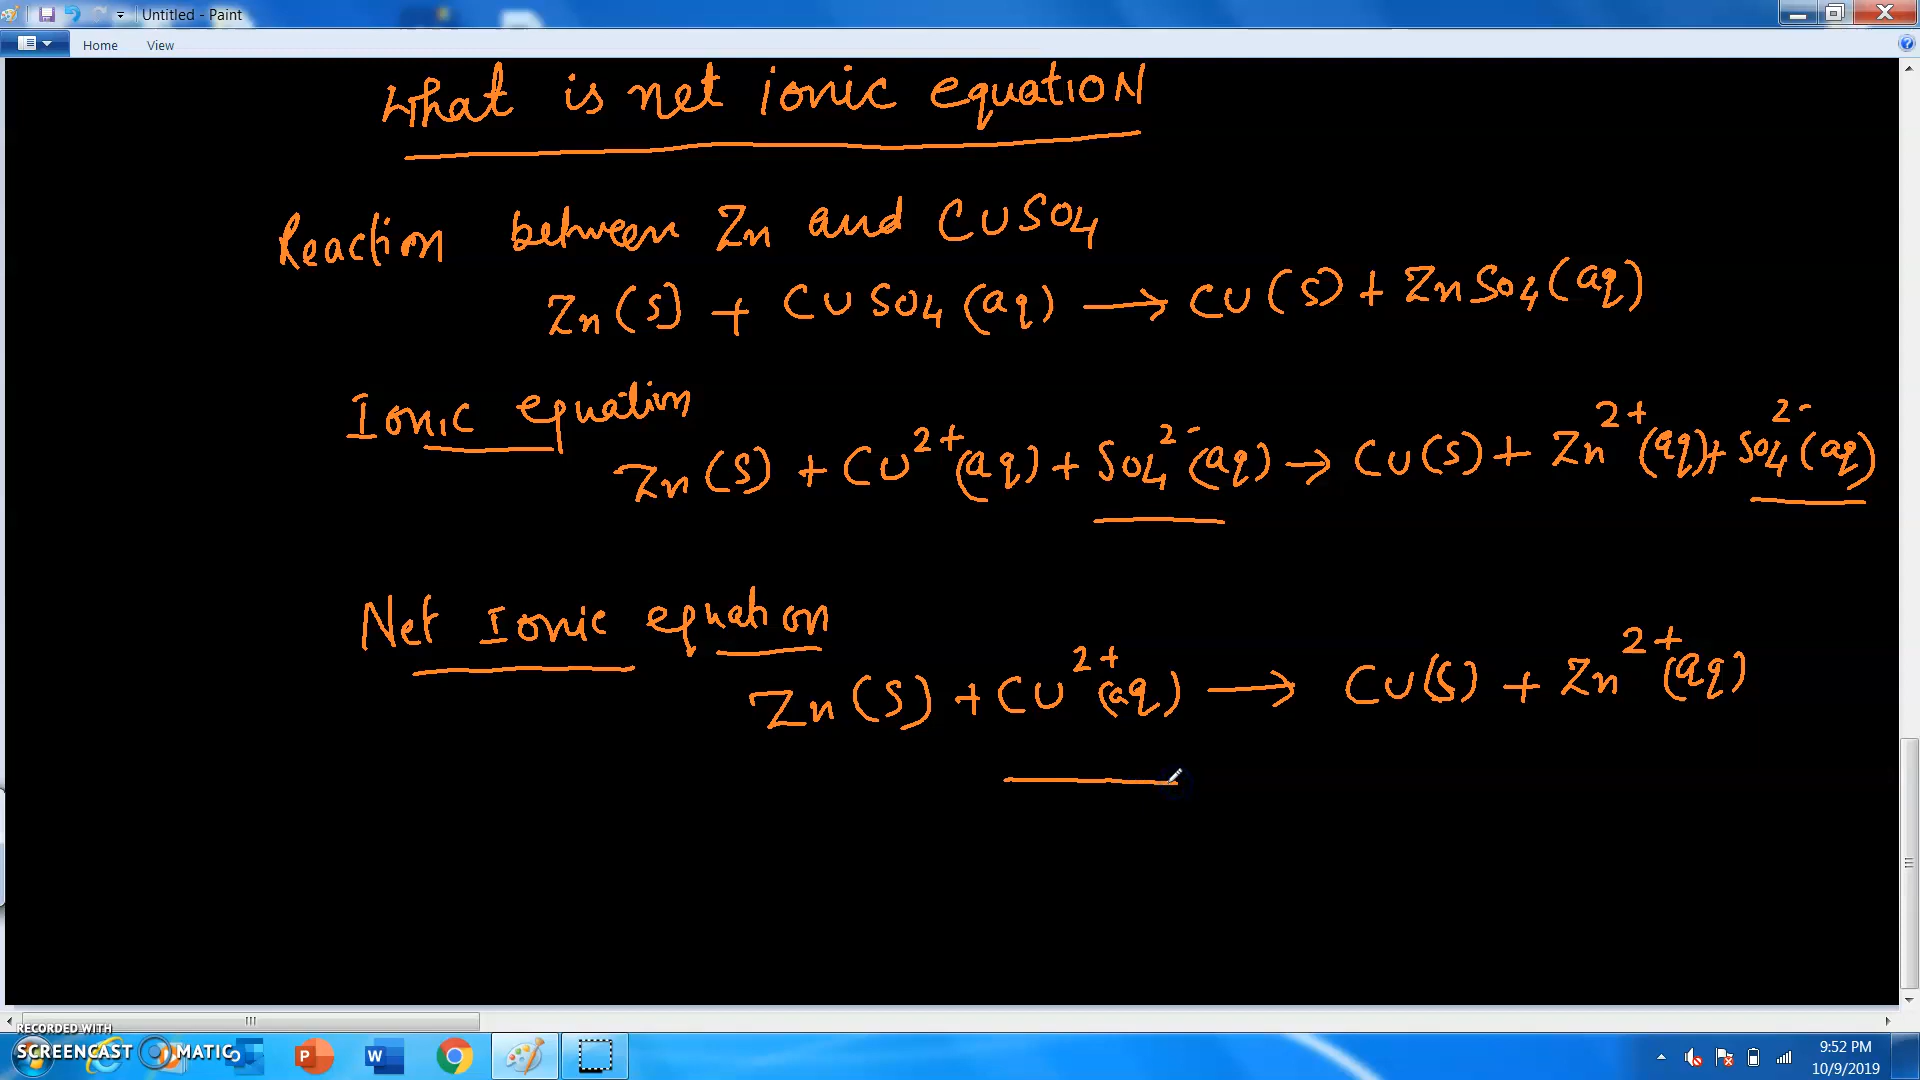 Untitled - Paint
Home View
What is net ionic equation
Reaction between Zn and CuSO4
Zn(s) + CuSO4(aq) → Cu(s) + ZnSO4(aq)
Ionic equation
Zn(s) + Cu²⁺(aq) + SO4²⁻(aq) → Cu(s) + Zn²⁺(aq) + SO4²⁻(aq)
Net Ionic equation
Zn(s) + Cu²⁺(aq) → Cu(s) + Zn²⁺(aq)
RECORDED WITH
SCREENCAST MATIC
9:52 PM
10/9/2019